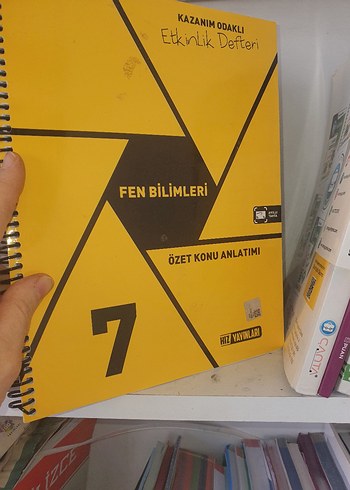 KAZANIM ODAKLI
Etkinlik Defteri
FEN BİLİMLERİ
ÖZET KONU ANLATIMI
7
HIZ YAYINLARI